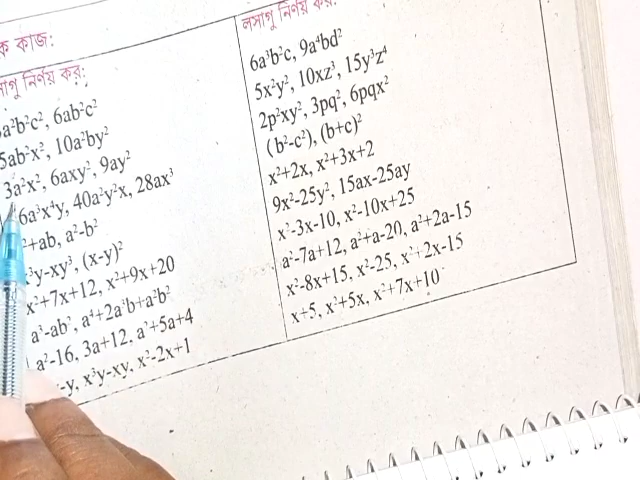 কাজ:
নির্ণয় কর:
a²b²c², 6ab²c²
5ab²x², 10a²by²
3a²x², 6axy², 9ay²
16a³x⁴y, 40a²y²x, 28ax³
²+ab, a²-b²
³y-xy³, (x-y)²
x²+7x+12, x²+9x+20
a³-ab², a⁴+2a³b+a²b²
a²-16, 3a+12, a²+5a+4
-y, x³y-xy, x²-2x+1
লসাগু নির্ণয় কর:
6a³b²c, 9a⁴bd²
5x²y², 10xz³, 15y³z⁴
2p²xy², 3pq², 6pqx²
(b²-c²), (b+c)²
x²+2x, x²+3x+2
9x²-25y², 15ax-25ay
x²-3x-10, x²-10x+25
a²-7a+12, a²+a-20, a²+2a-15
x²-8x+15, x²-25, x²+2x-15
x+5, x²+5x, x²+7x+10